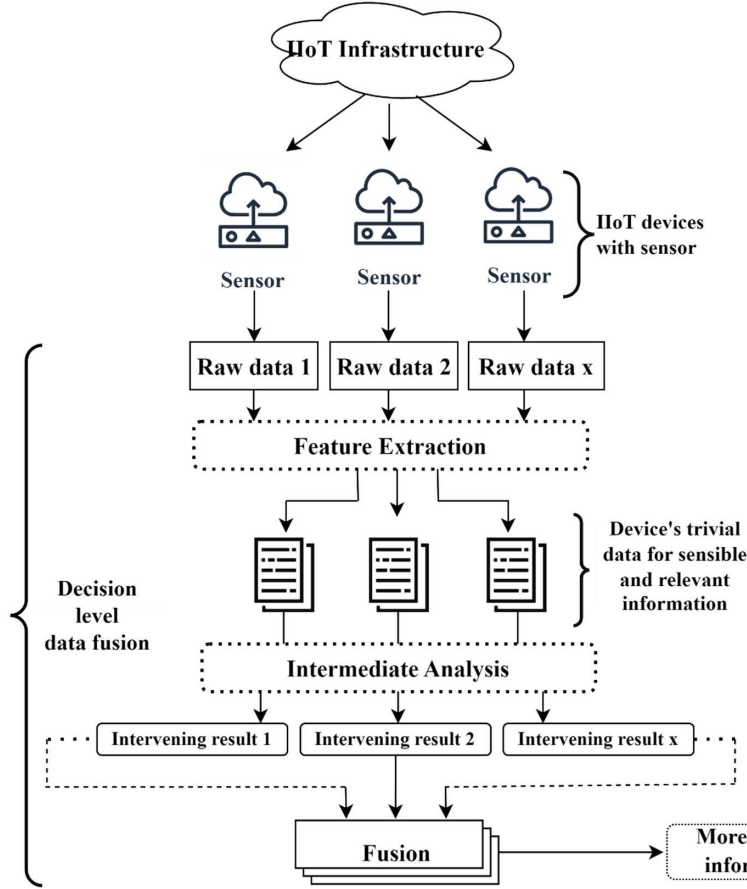 IIoT Infrastructure
IIoT devices
with sensor
Sensor
Sensor
Sensor
Raw data 1
Raw data 2
Raw data x
Feature Extraction
Device's trivial
data for sensible
and relevant
information
Decision
level
data fusion
Intermediate Analysis
Intervening result 1
Intervening result 2
Intervening result x
Fusion
More
infor